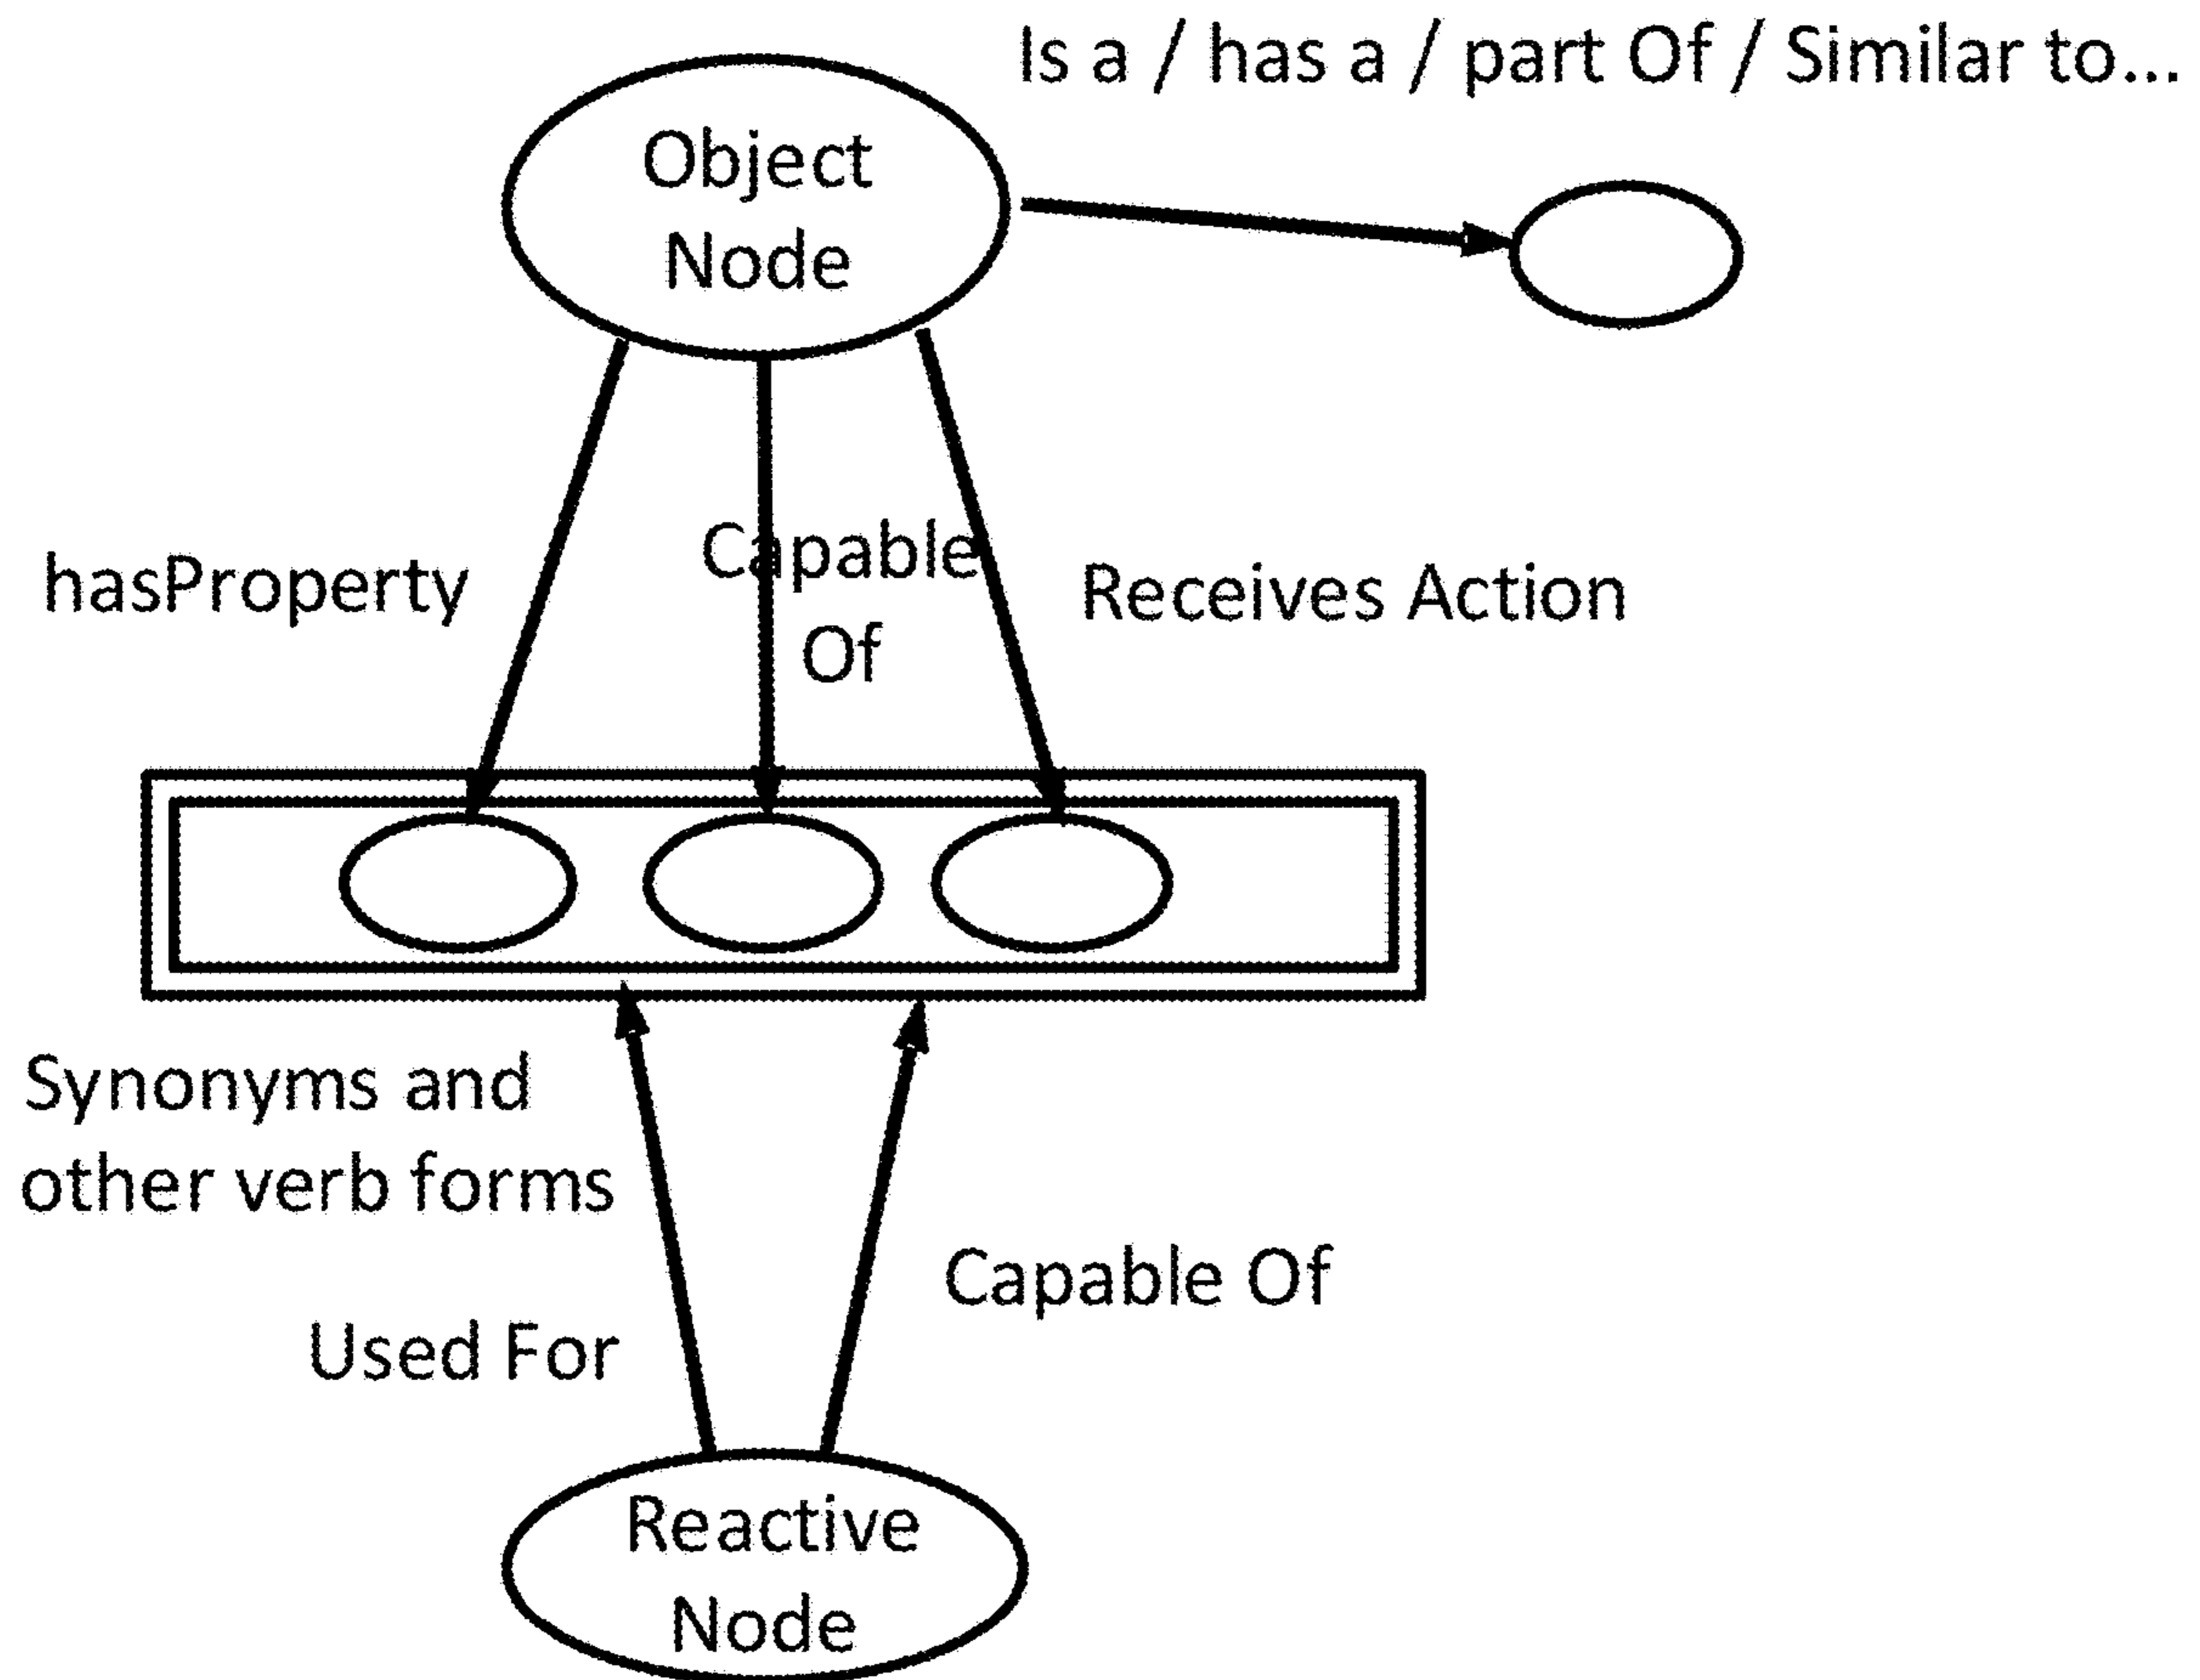 Is a / has a / part Of / Similar to...
Object
Node
hasProperty
Capable
Of
Receives Action
Synonyms and
other verb forms
Used For
Capable Of
Reactive
Node